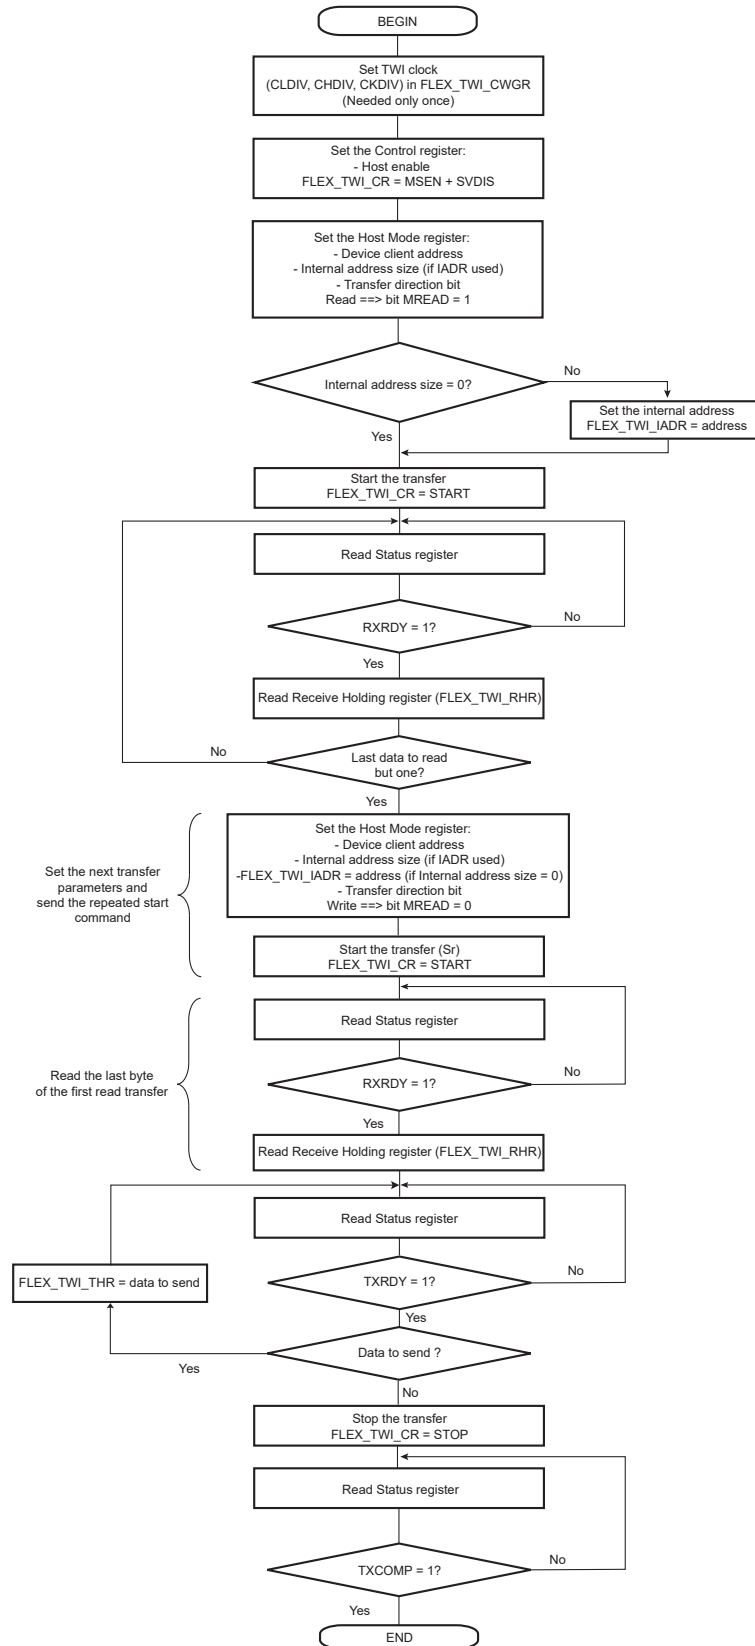 BEGIN
Set TWI clock
(CLDIV, CHDIV, CKDIV) in FLEX_TWI_CWGR
(Needed only once)
Set the Control register:
- Host enable
FLEX_TWI_CR = MSEN + SVDIS
Set the Host Mode register:
- Device client address
- Internal address size (if IADR used)
- Transfer direction bit
Read ==> bit MREAD = 1
Internal address size = 0?
No
Set the internal address
FLEX_TWI_IADR = address
Yes
Start the transfer
FLEX_TWI_CR = START
Read Status register
RXRDY = 1?
No
Yes
Read Receive Holding register (FLEX_TWI_RHR)
Last data to read
but one?
No
Yes
Set the next transfer
parameters and
send the repeated start
command
Set the Host Mode register:
- Device client address
- Internal address size (if IADR used)
-FLEX_TWI_IADR = address (if Internal address size = 0)
- Transfer direction bit
Write ==> bit MREAD = 0
Start the transfer (Sr)
FLEX_TWI_CR = START
Read the last byte
of the first read transfer
Read Status register
RXRDY = 1?
No
Yes
Read Receive Holding register (FLEX_TWI_RHR)
Read Status register
FLEX_TWI_THR = data to send
TXRDY = 1?
No
Yes
Data to send ?
Yes
No
Stop the transfer
FLEX_TWI_CR = STOP
Read Status register
TXCOMP = 1?
No
Yes
END